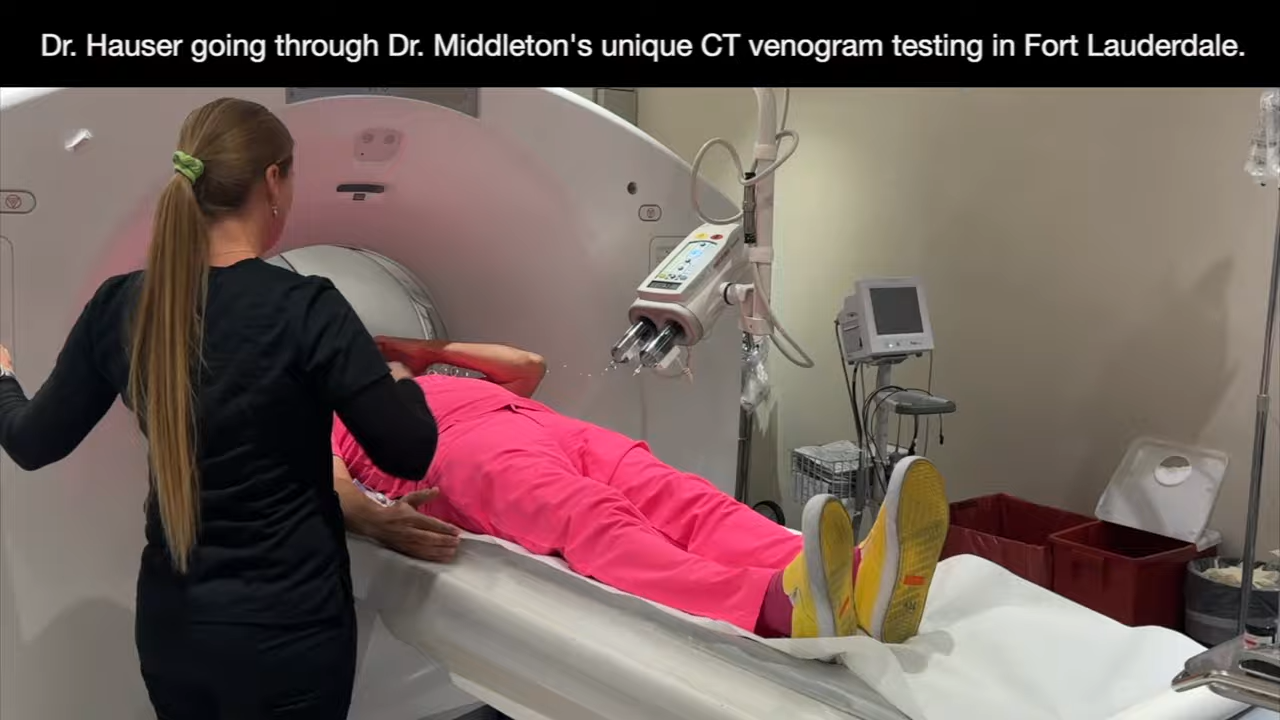 Dr. Hauser going through Dr. Middleton's unique CT venogram testing in Fort Lauderdale.